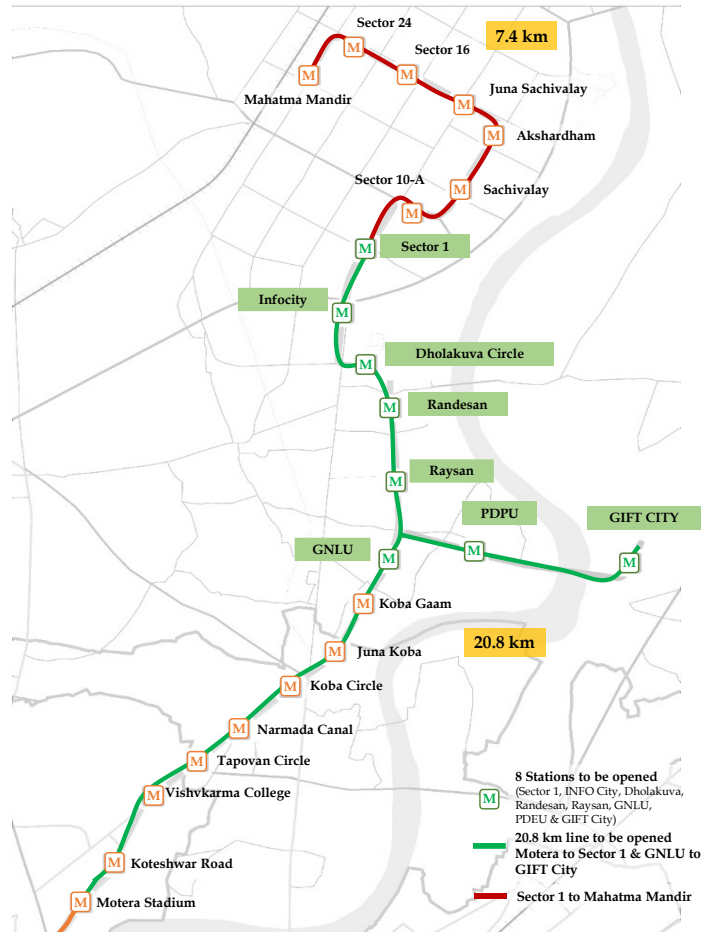 Sector 24
7.4 km
Sector 16
M
M
M
Mahatma Mandir
Juna Sachivalay
M
M
Akshardham
Sector 10-A
M
Sachivalay
M
M
Sector 1
Infocity
M
Dholakuva Circle
M
Randesan
M
Raysan
M
PDPU
GIFT CITY
GNLU
M
M
M
M
Koba Gaam
20.8 km
M
Juna Koba
M
Koba Circle
M
Narmada Canal
M
Tapovan Circle
M
Vishvkarma College
M
Koteshwar Road
M
Motera Stadium
M
8 Stations to be opened
(Sector 1, INFO City, Dholakuva,
Randesan, Raysan, GNLU,
PDEU & GIFT City)
20.8 km line to be opened
Motera to Sector 1 & GNLU to
GIFT City
Sector 1 to Mahatma Mandir